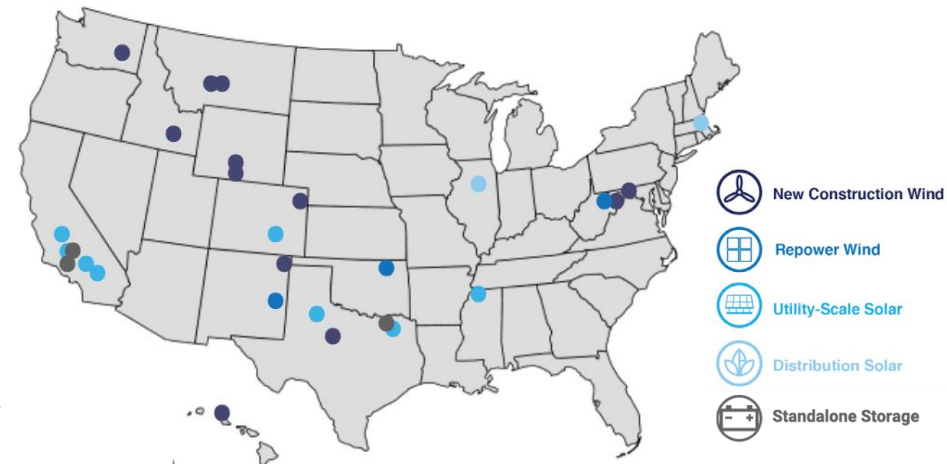 New Construction Wind
Repower Wind
Utility-Scale Solar
Distribution Solar
Standalone Storage